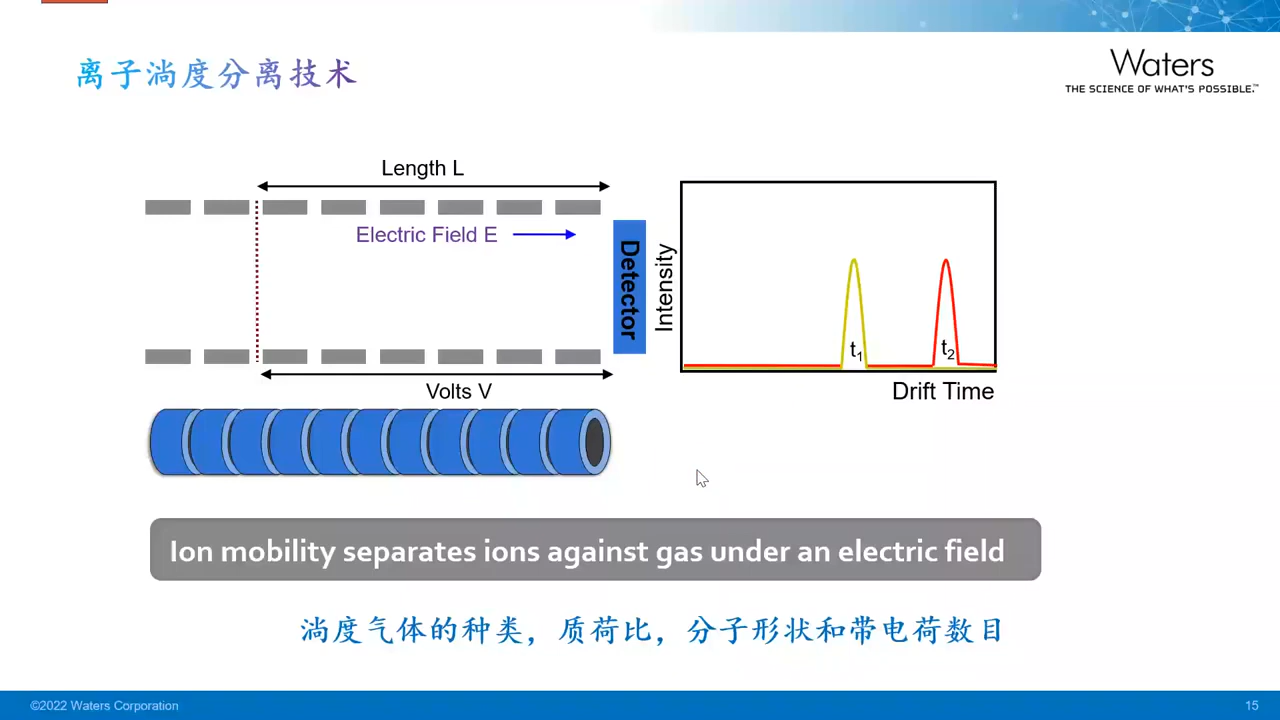 离子淌度分离技术
Waters
THE SCIENCE OF WHAT'S POSSIBLE.™
Length L
Electric Field E
Detector
Volts V
Intensity
t1
t2
Drift Time
Ion mobility separates ions against gas under an electric field
淌度气体的种类，质荷比，分子形状和带电荷数目
©2022 Waters Corporation
15